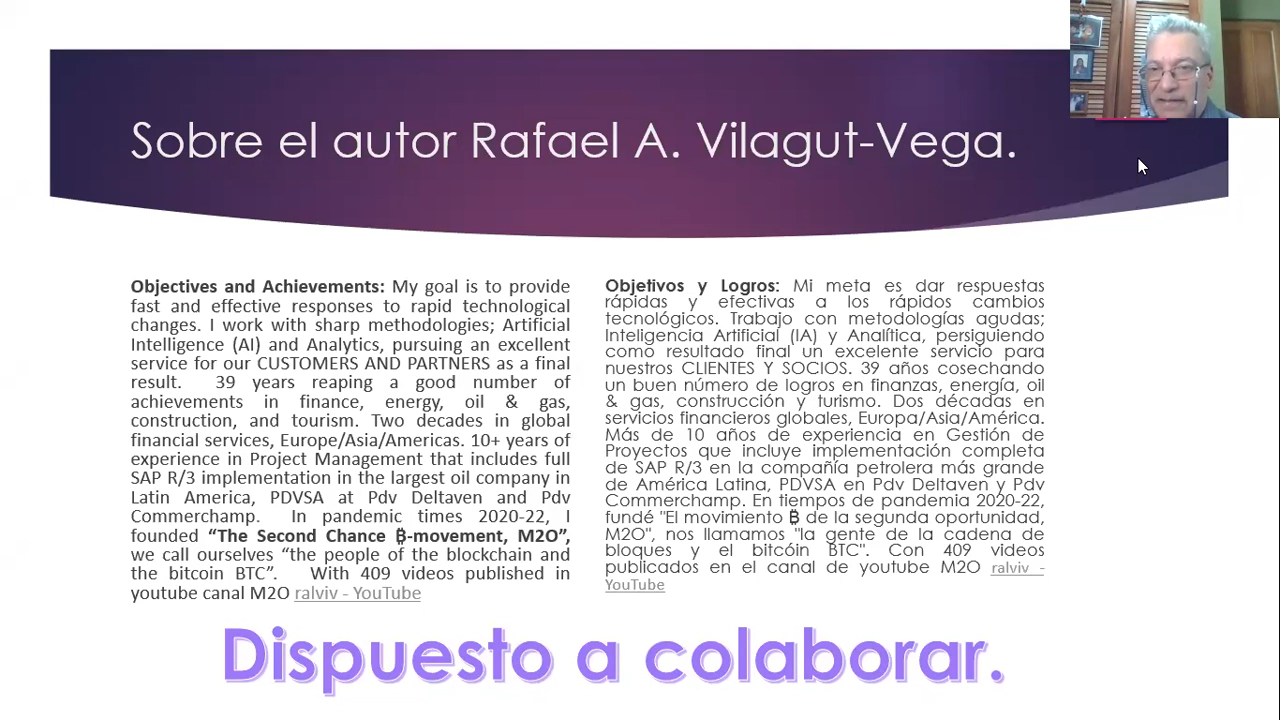 Sobre el autor Rafael A. Vilagut-Vega.
Objectives and Achievements: My goal is to provide
fast and effective responses to rapid technological
changes. I work with sharp methodologies; Artificial
Intelligence (AI) and Analytics, pursuing an excellent
service for our CUSTOMERS AND PARTNERS as a final
result. 39 years reaping a good number of
achievements in finance, energy, oil & gas,
construction, and tourism. Two decades in global
financial services, Europe/Asia/Americas. 10+ years of
experience in Project Management that includes full
SAP R/3 implementation in the largest oil company in
Latin America, PDVSA at Pdv Deltaven and Pdv
Commerchamp. In pandemic times 2020-22, I
founded “The Second Chance ₿-movement, M2O”,
we call ourselves “the people of the blockchain and
the bitcoin BTC”. With 409 videos published in
youtube canal M2O ralviv - YouTube
Objetivos y Logros: Mi meta es dar respuestas
rápidas y efectivas a los rápidos cambios
tecnológicos. Trabajo con metodologías agudas;
Inteligencia Artificial (IA) y Analítica, persiguiendo
como resultado final un excelente servicio para
nuestros CLIENTES Y SOCIOS. 39 años cosechando
un buen número de logros en finanzas, energía, oil
& gas, construcción y turismo. Dos décadas en
servicios financieros globales, Europa/Asia/América.
Más de 10 años de experiencia en Gestión de
Proyectos que incluye implementación completa
de SAP R/3 en la compañía petrolera más grande
de América Latina, PDVSA en Pdv Deltaven y Pdv
Commerchamp. En tiempos de pandemia 2020-22,
fundé "El movimiento ₿ de la segunda oportunidad,
M2O", nos llamamos "la gente de la cadena de
bloques y el bitcóin BTC". Con 409 videos
publicados en el canal de youtube M2O ralviv -
YouTube
Dispuesto a colaborar.